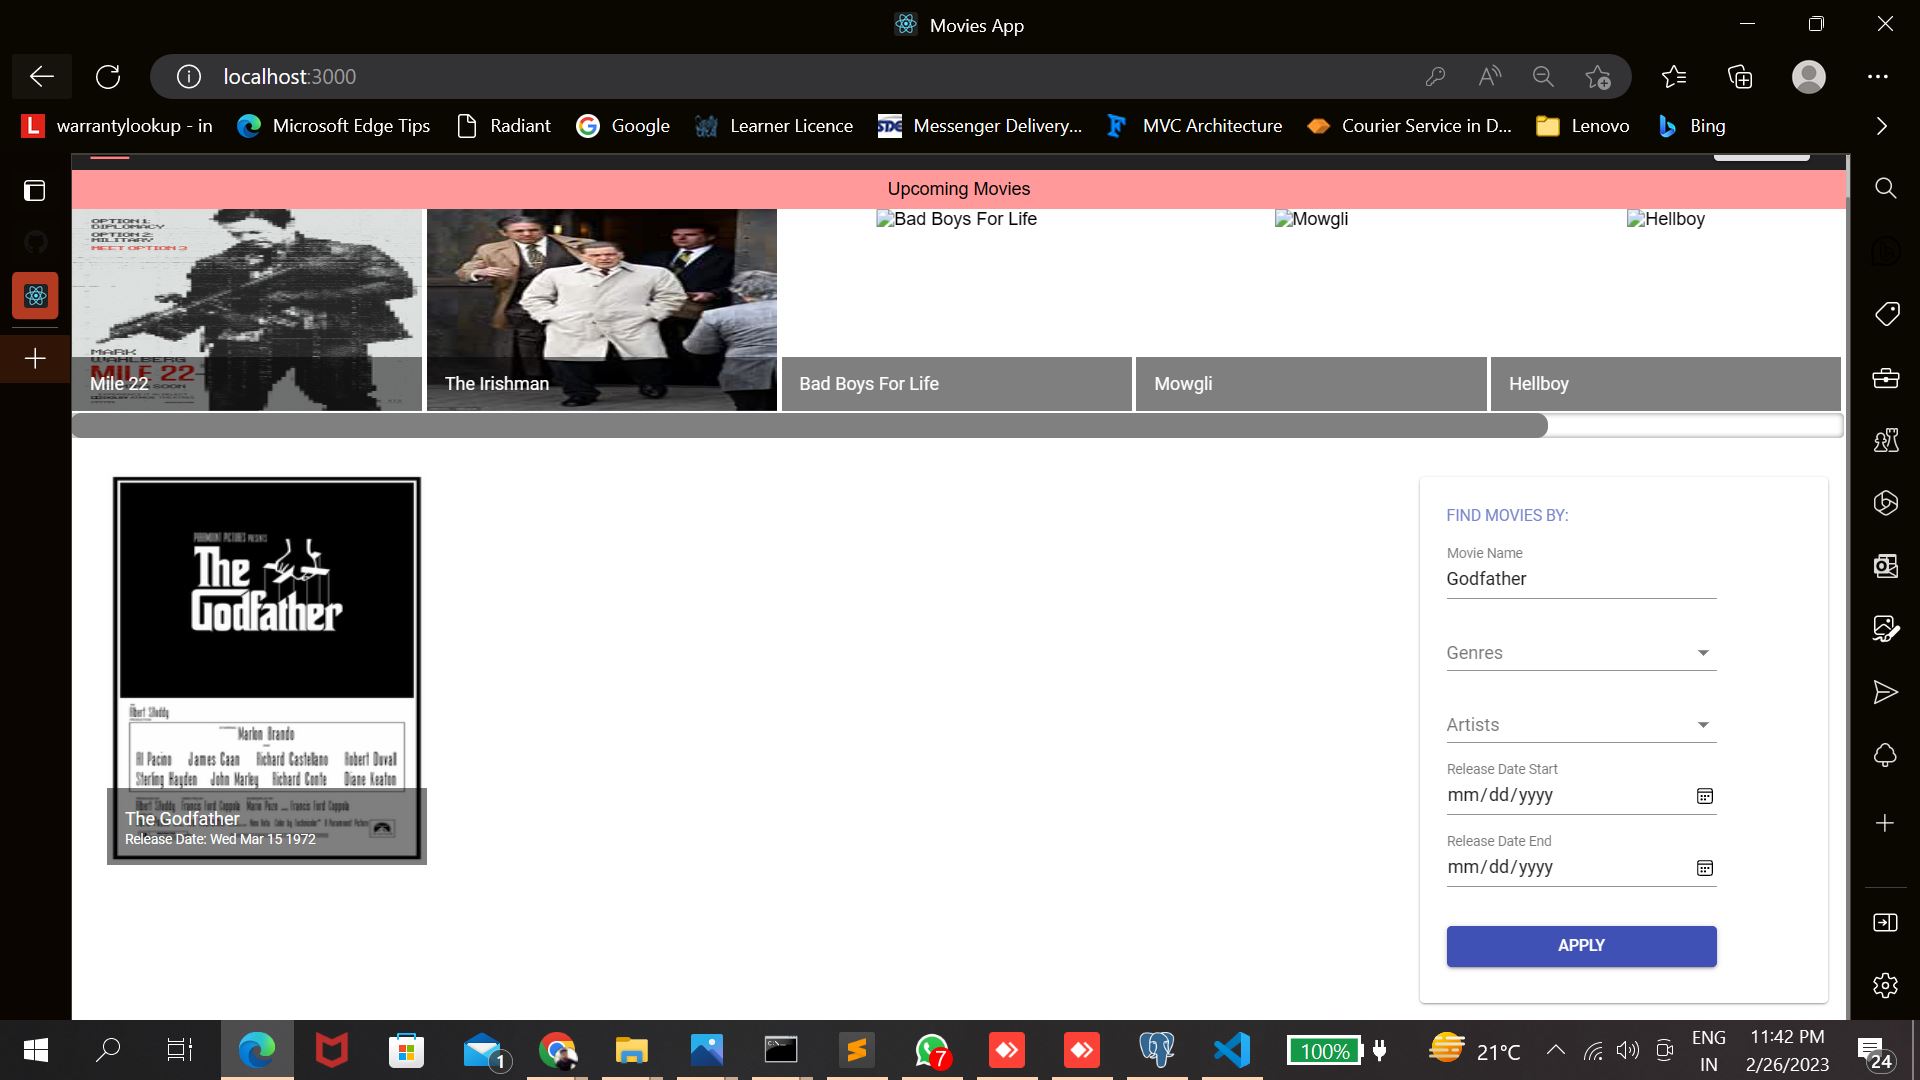 Movies App
localhost:3000
warrantylookup - in
Microsoft Edge Tips
Radiant
Google
Learner Licence
Messenger Delivery...
MVC Architecture
Courier Service in D...
Lenovo
Bing
Upcoming Movies
OPTION 1:
DIPLOMACY
OPTION 2:
MILITARY
MEET OPTION 3
MARK
WAHLBERG
MILE 22
Mile 22
The Irishman
Bad Boys For Life
Mowgli
Hellboy
Bad Boys For Life
Mowgli
Hellboy
PARAMOUNT PICTURES PRESENTS
The
Godfather
Albert S. Ruddy
Marlon Brando
Al Pacino James Caan Richard Castellano Robert Duvall
Sterling Hayden John Marley Richard Conte Diane Keaton
Albert S. Ruddy Francis Ford Coppola Mario Puzo Francis Ford Coppola
The Godfather
Release Date: Wed Mar 15 1972
FIND MOVIES BY:
Movie Name
Godfather
Genres
Artists
Release Date Start
mm/dd/yyyy
Release Date End
mm/dd/yyyy
APPLY
1
7
100%
21°C
ENG
IN
11:42 PM
2/26/2023
24